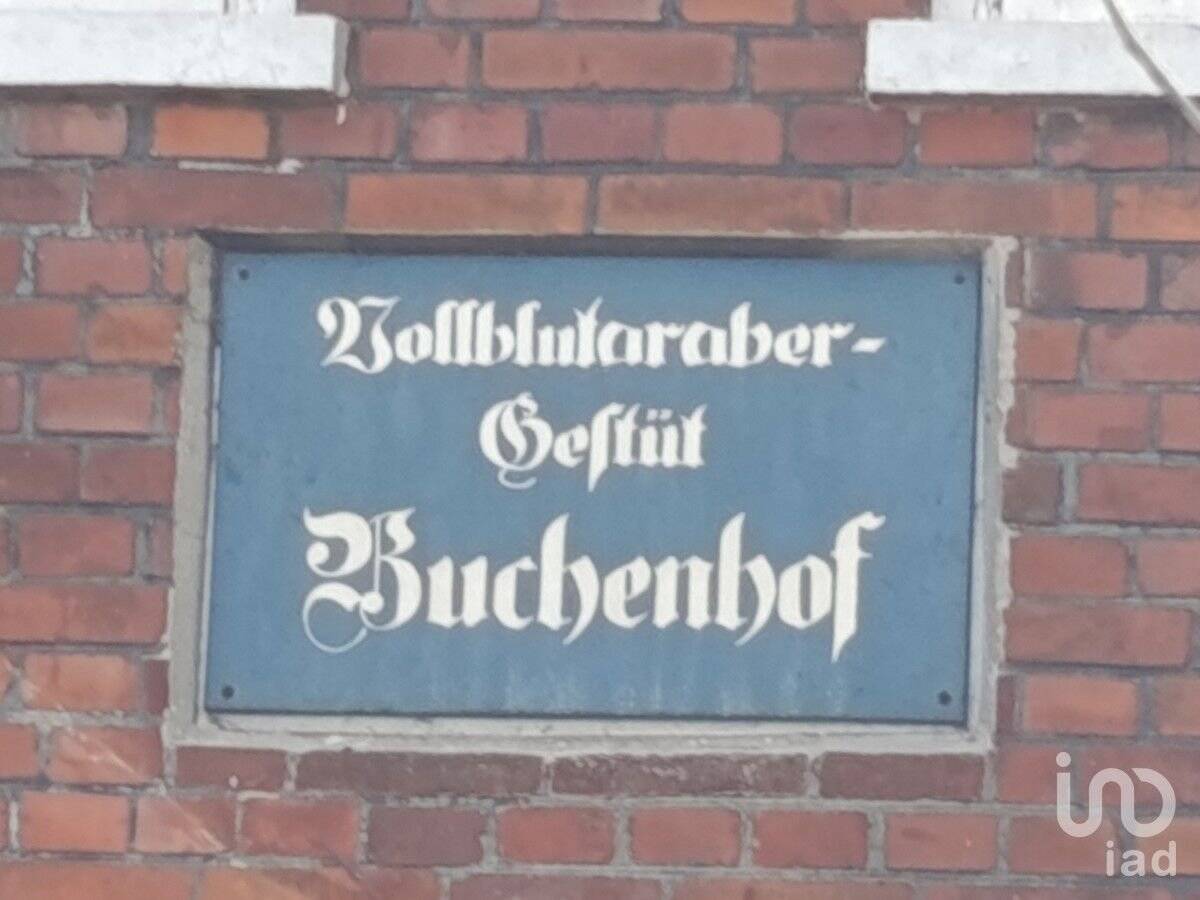 Vollblutaraber-
Gestüt
Buchenhof
iad